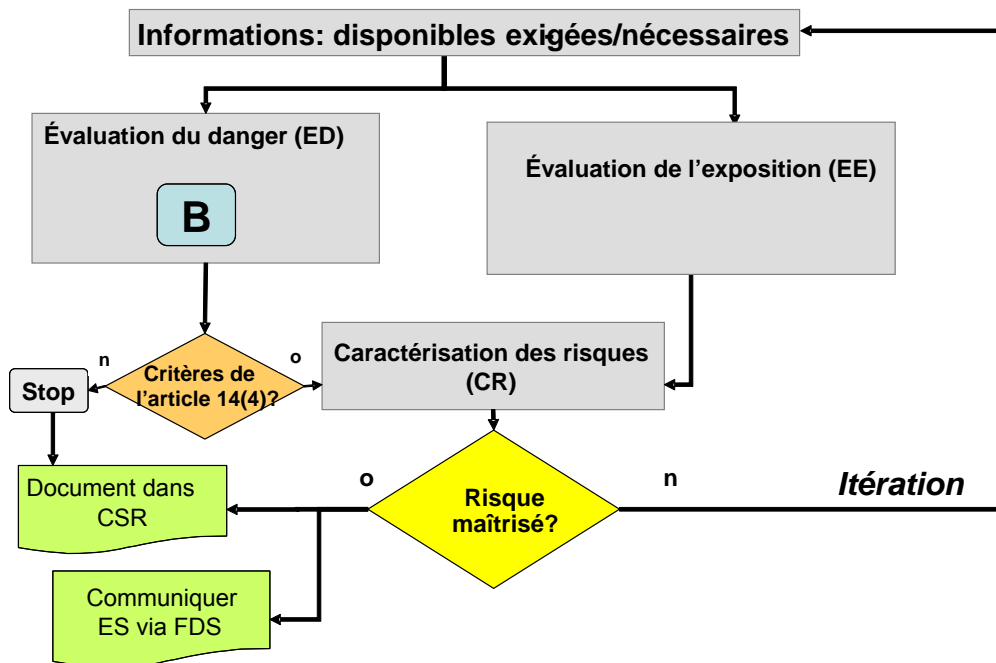 Informations: disponibles exigées/nécessaires
Évaluation du danger (ED)
B
Évaluation de l'exposition (EE)
n
o
Critères de
l'article 14(4)?
Stop
Caractérisation des risques
(CR)
Document dans
CSR
o
Risque
maîtrisé?
n
Itération
Communiquer
ES via FDS